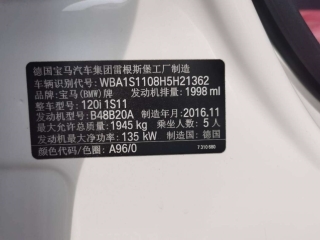 德国宝马汽车集团雷根斯堡工厂制造
车辆识别代号: WBA1S1108H5H21362
品牌: 宝马(BMW)牌 发动机排量: 1998 ml
整车型号: 120i 1S11
发动机型号: B48B20A 制造年月: 2016.11
最大允许总质量: 1945 kg 乘坐人数: 5 人
发动机最大净功率: 135 kW 制造国: 德国
颜色代码/色圈: A96/0